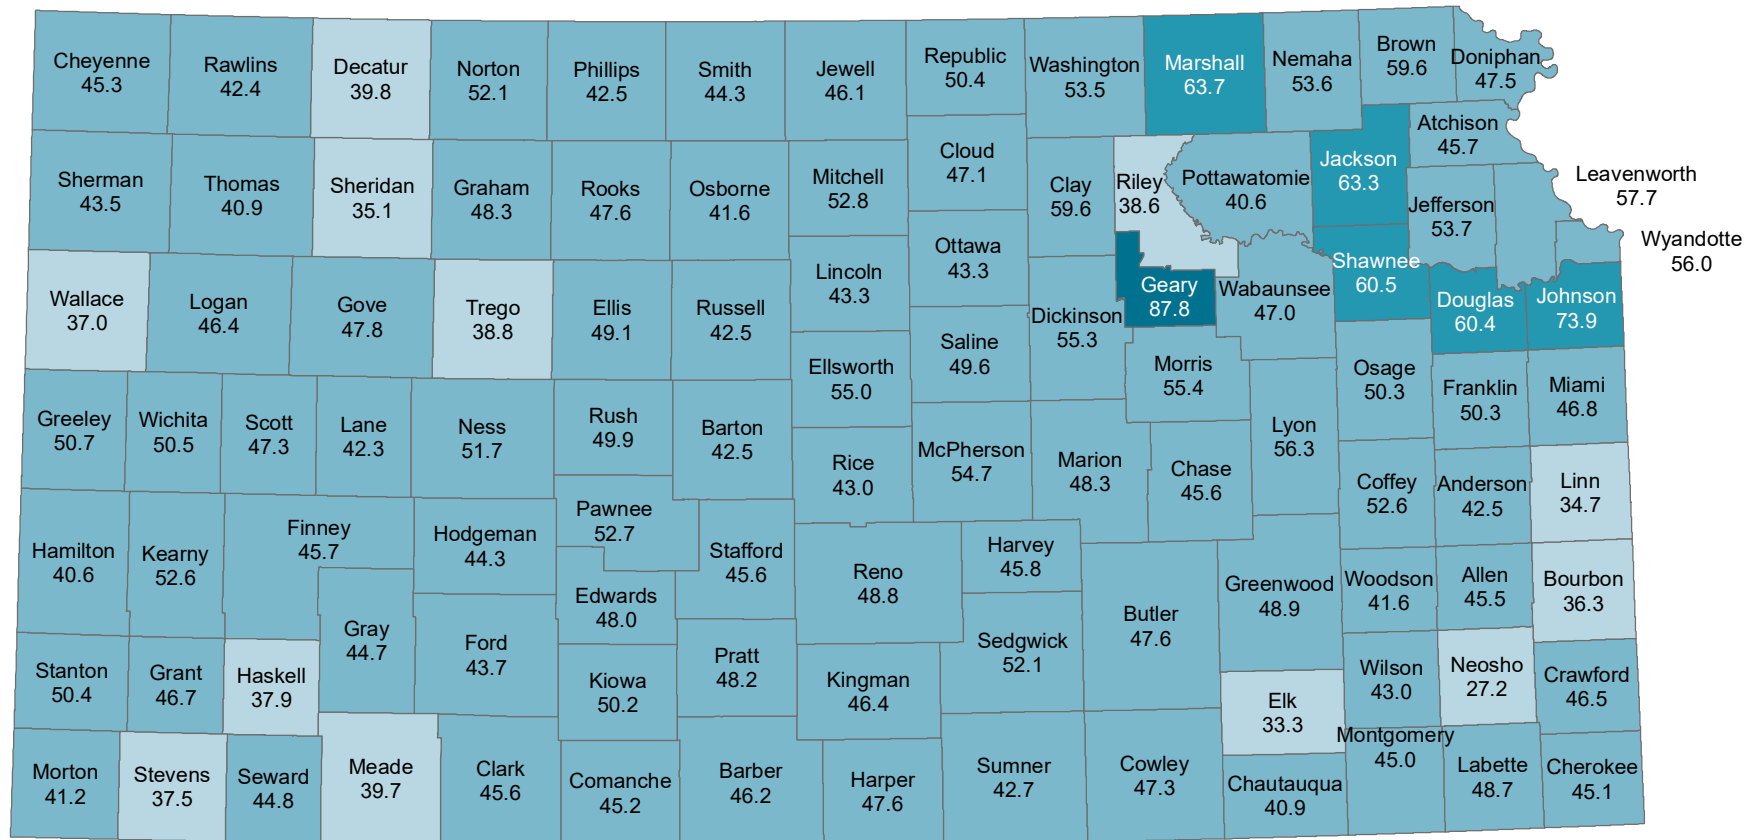 Cheyenne
45.3
Rawlins
42.4
Decatur
39.8
Norton
52.1
Phillips
42.5
Smith
44.3
Jewell
46.1
Republic
50.4
Washington
53.5
Marshall
63.7
Nemaha
53.6
Brown
59.6
Doniphan
47.5
Atchison
45.7
Sherman
43.5
Thomas
40.9
Sheridan
35.1
Graham
48.3
Rooks
47.6
Osborne
41.6
Mitchell
52.8
Cloud
47.1
Clay
59.6
Riley
38.6
Pottawatomie
40.6
Jackson
63.3
Jefferson
53.7
Leavenworth
57.7
Wyandotte
56.0
Wallace
37.0
Logan
46.4
Gove
47.8
Trego
38.8
Ellis
49.1
Russell
42.5
Lincoln
43.3
Ottawa
43.3
Dickinson
55.3
Geary
87.8
Wabaunsee
47.0
Shawnee
60.5
Douglas
60.4
Johnson
73.9
Ellsworth
55.0
Saline
49.6
Morris
55.4
Osage
50.3
Franklin
50.3
Miami
46.8
Greeley
50.7
Wichita
50.5
Scott
47.3
Lane
42.3
Ness
51.7
Rush
49.9
Barton
42.5
Rice
43.0
McPherson
54.7
Marion
48.3
Chase
45.6
Lyon
56.3
Coffey
52.6
Anderson
42.5
Linn
34.7
Hamilton
40.6
Kearny
52.6
Finney
45.7
Hodgeman
44.3
Pawnee
52.7
Stafford
45.6
Reno
48.8
Harvey
45.8
Butler
47.6
Greenwood
48.9
Woodson
41.6
Allen
45.5
Bourbon
36.3
Gray
44.7
Ford
43.7
Edwards
48.0
Kiowa
50.2
Pratt
48.2
Kingman
46.4
Sedgwick
52.1
Elk
33.3
Wilson
43.0
Neosho
27.2
Crawford
46.5
Stanton
50.4
Grant
46.7
Haskell
37.9
Morton
41.2
Stevens
37.5
Seward
44.8
Meade
39.7
Clark
45.6
Comanche
45.2
Barber
46.2
Harper
47.6
Sumner
42.7
Cowley
47.3
Chautauqua
40.9
Montgomery
45.0
Labette
48.7
Cherokee
45.1